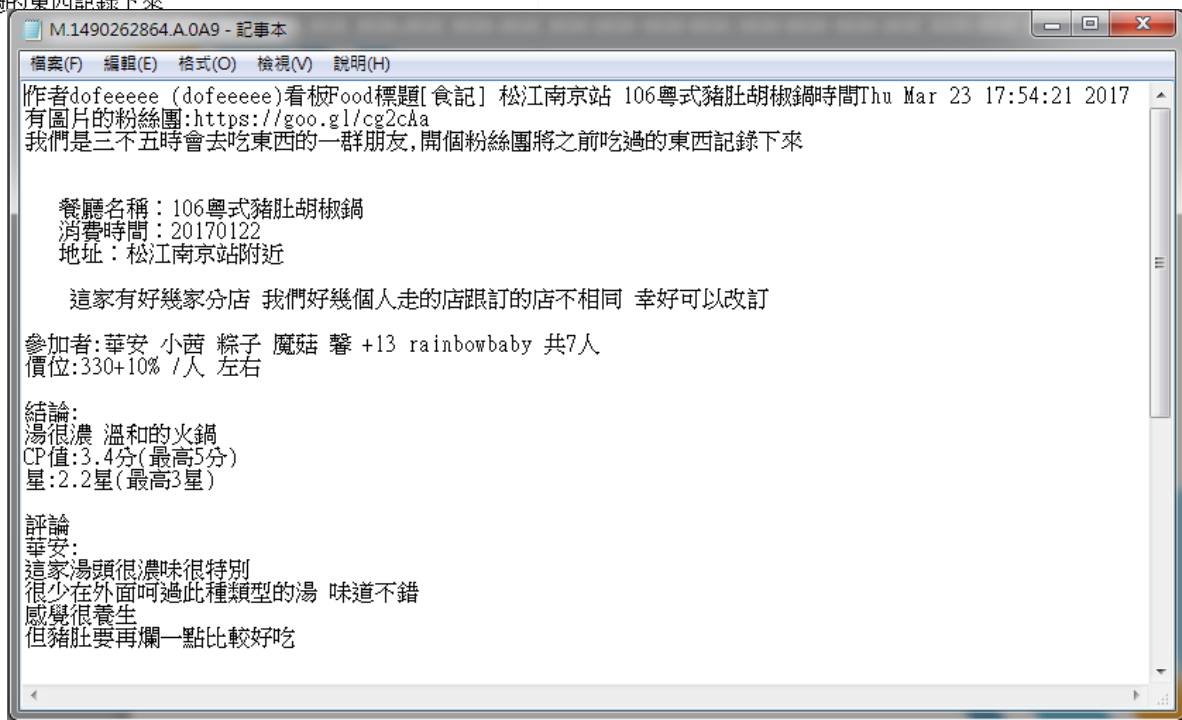 的東西記錄下來
M.1490262864.A.0A9 - 記事本
檔案(F) 編輯(E) 格式(O) 檢視(V) 說明(H)
作者dofeeeee (dofeeeee)看板Food標題[食記] 松江南京站 106粵式豬肚胡椒鍋時間Thu Mar 23 17:54:21 2017
有圖片的粉絲團:https://goo.gl/cg2cAa
我們是三不五時會去吃東西的一群朋友,開個粉絲團將之前吃過的東西記錄下來
餐廳名稱：106粵式豬肚胡椒鍋
消費時間：20170122
地址：松江南京站附近
這家有好幾家分店 我們好幾個人走的店跟訂的店不相同 幸好可以改訂
參加者:華安 小茜 粽子 魔菇 馨 +13 rainbowbaby 共7人
價位:330+10% /人 左右
結論:
湯很濃 溫和的火鍋
CP值:3.4分(最高5分)
星:2.2星(最高3星)
評論
華安:
這家湯頭很濃味很特別
很少在外面呵過此種類型的湯 味道不錯
感覺很養生
但豬肚要再爛一點比較好吃